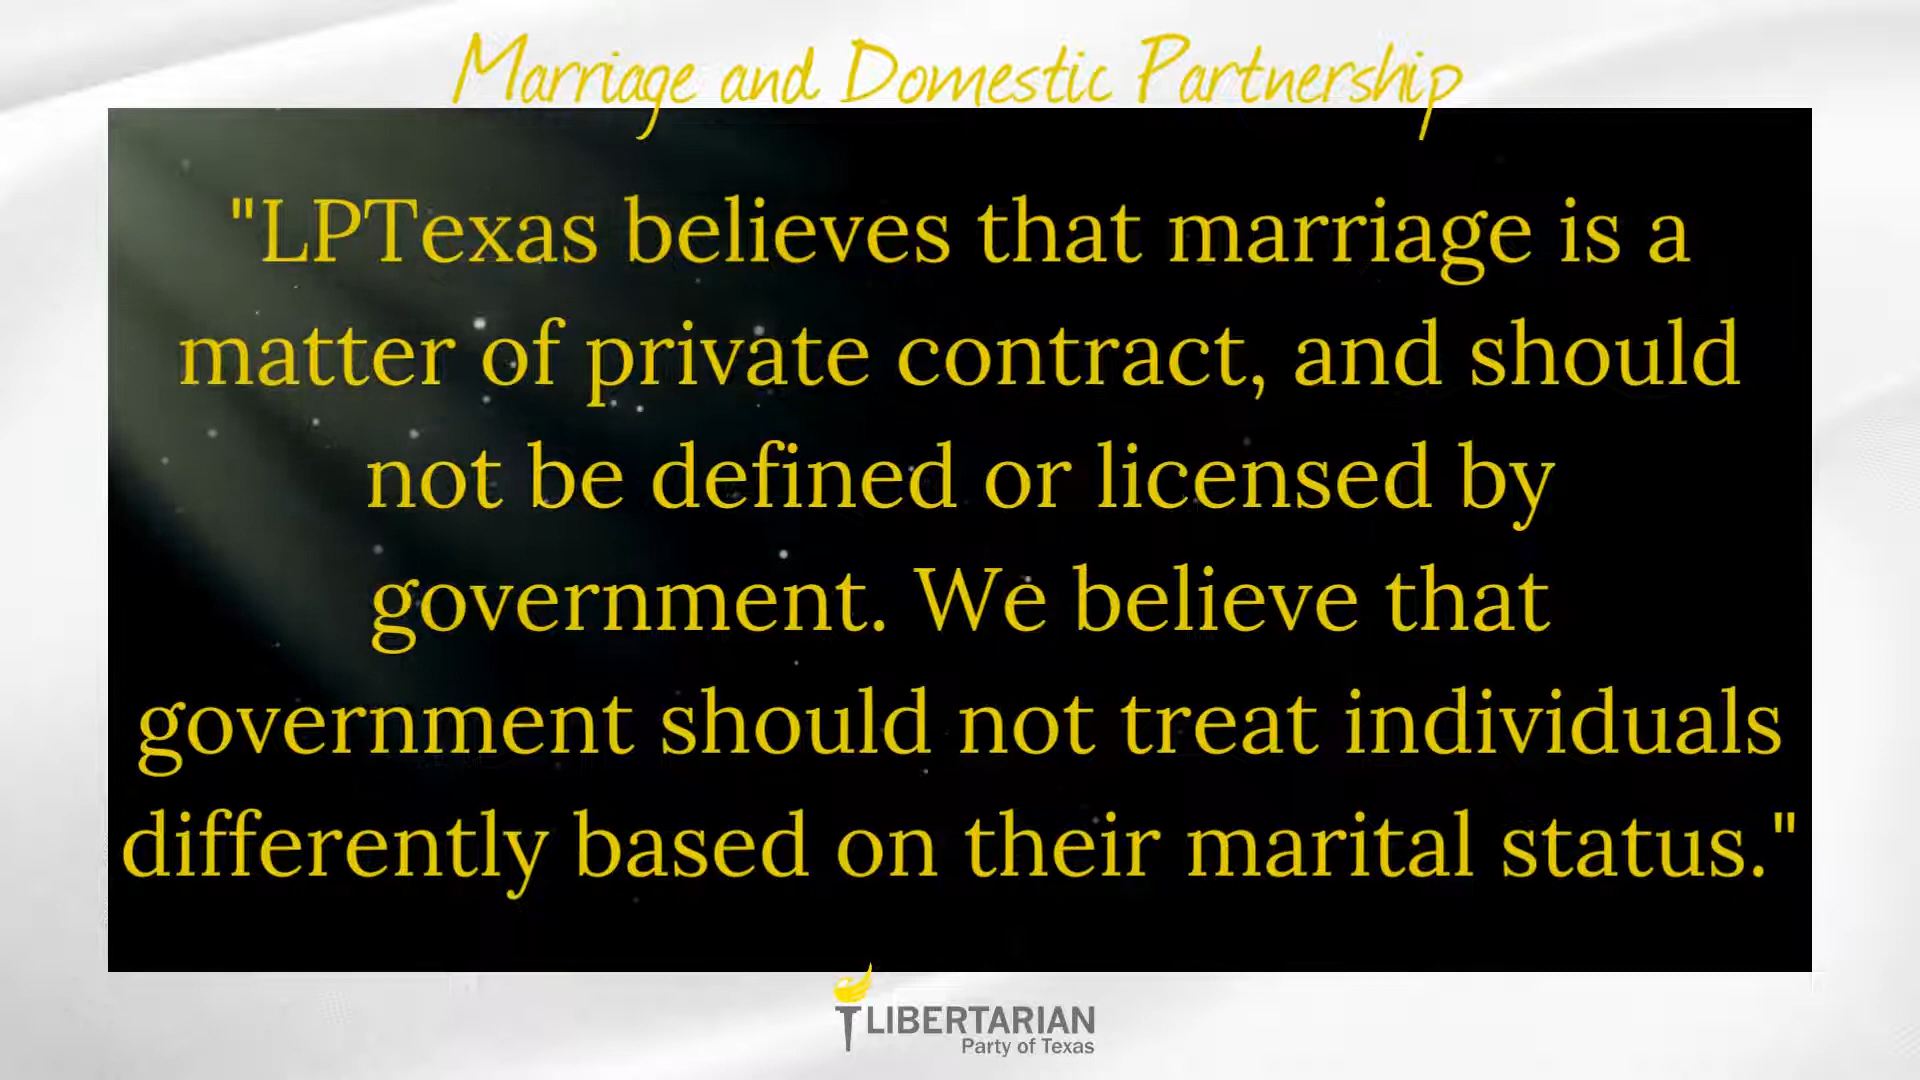 Marriage and Domestic Partnership
"LPTexas believes that marriage is a
matter of private contract, and should
not be defined or licensed by
government. We believe that
government should not treat individuals
differently based on their marital status."
LIBERTARIAN
Party of Texas